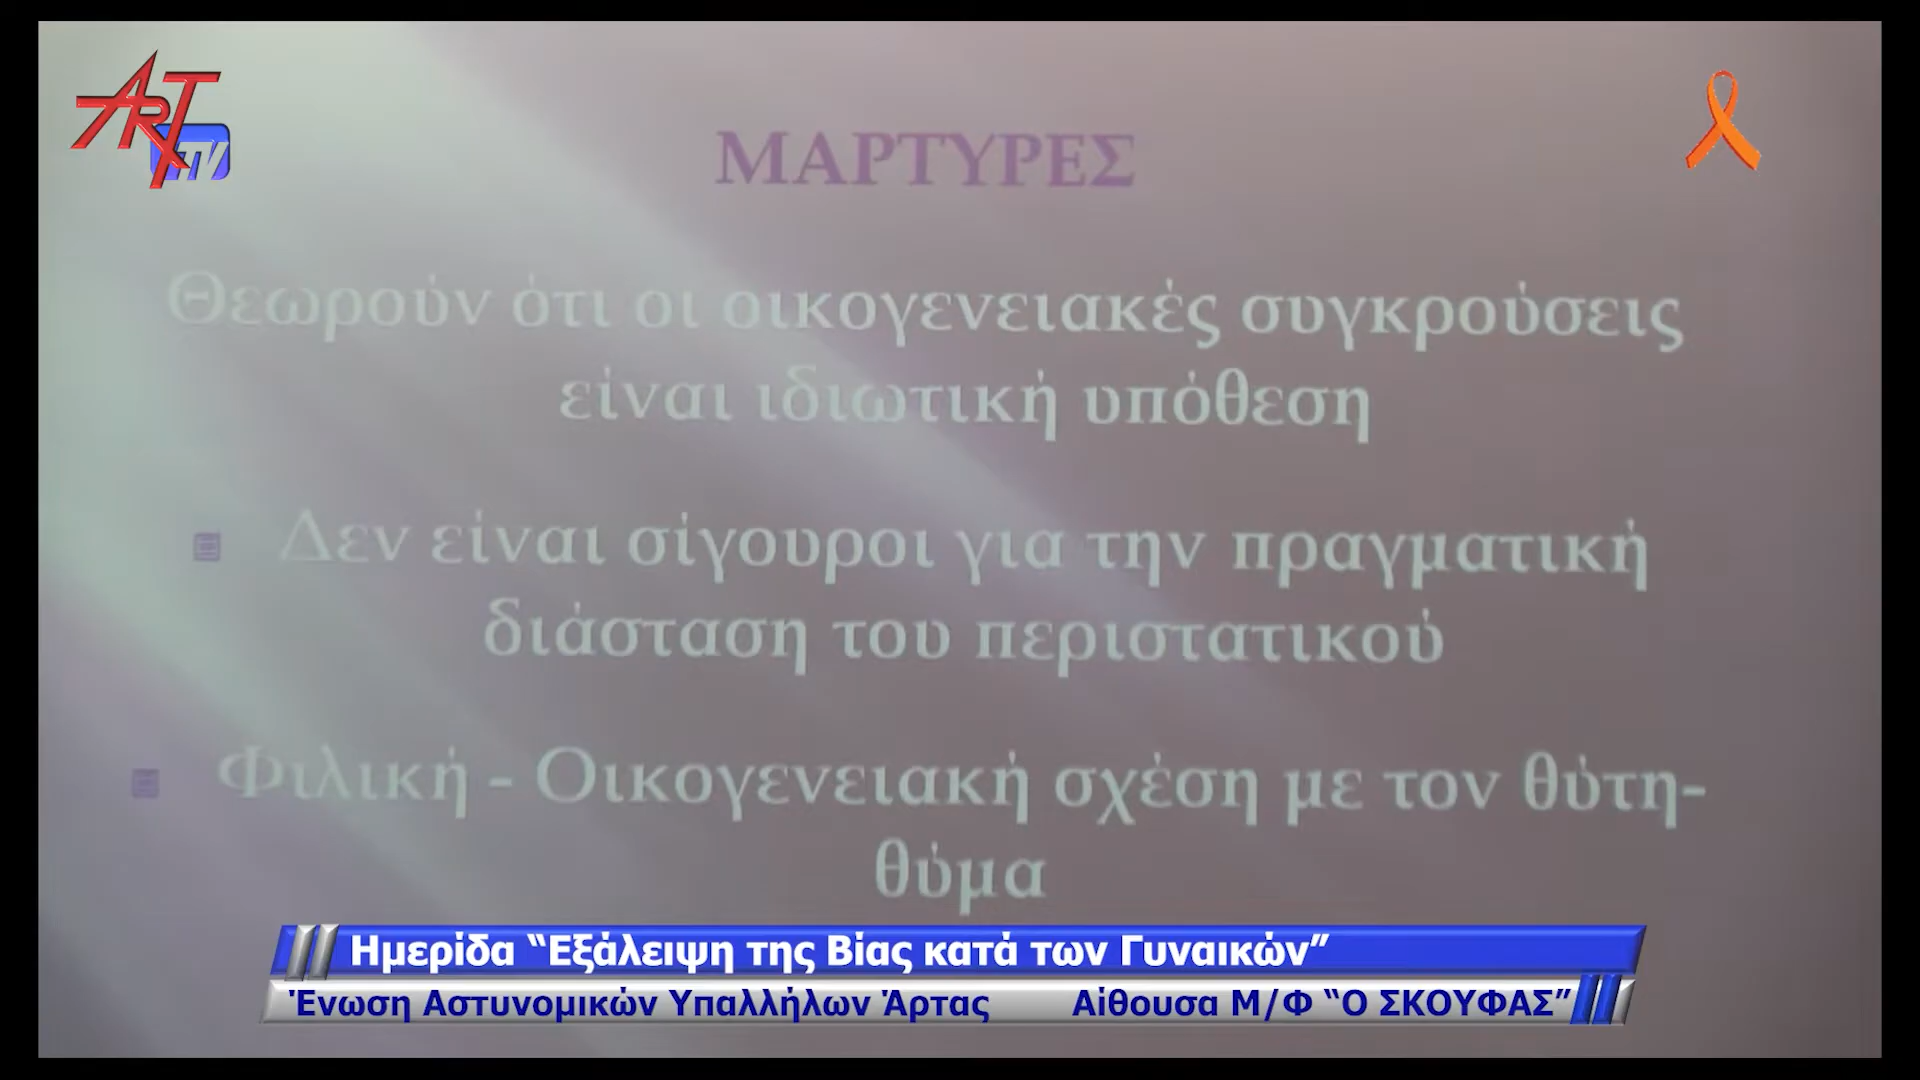 ART TV
ΜΑΡΤΥΡΕΣ
Θεωρούν ότι οι οικογενειακές συγκρούσεις
είναι ιδιωτική υπόθεση
Δεν είναι σίγουροι για την πραγματική
διάσταση του περιστατικού
Φιλική - Οικογενειακή σχέση με τον θύτη-
θύμα
Ημερίδα “Εξάλειψη της Βίας κατά των Γυναικών”
Ένωση Αστυνομικών Υπαλλήλων Άρτας Αίθουσα Μ/Φ “Ο ΣΚΟΥΦΑΣ”